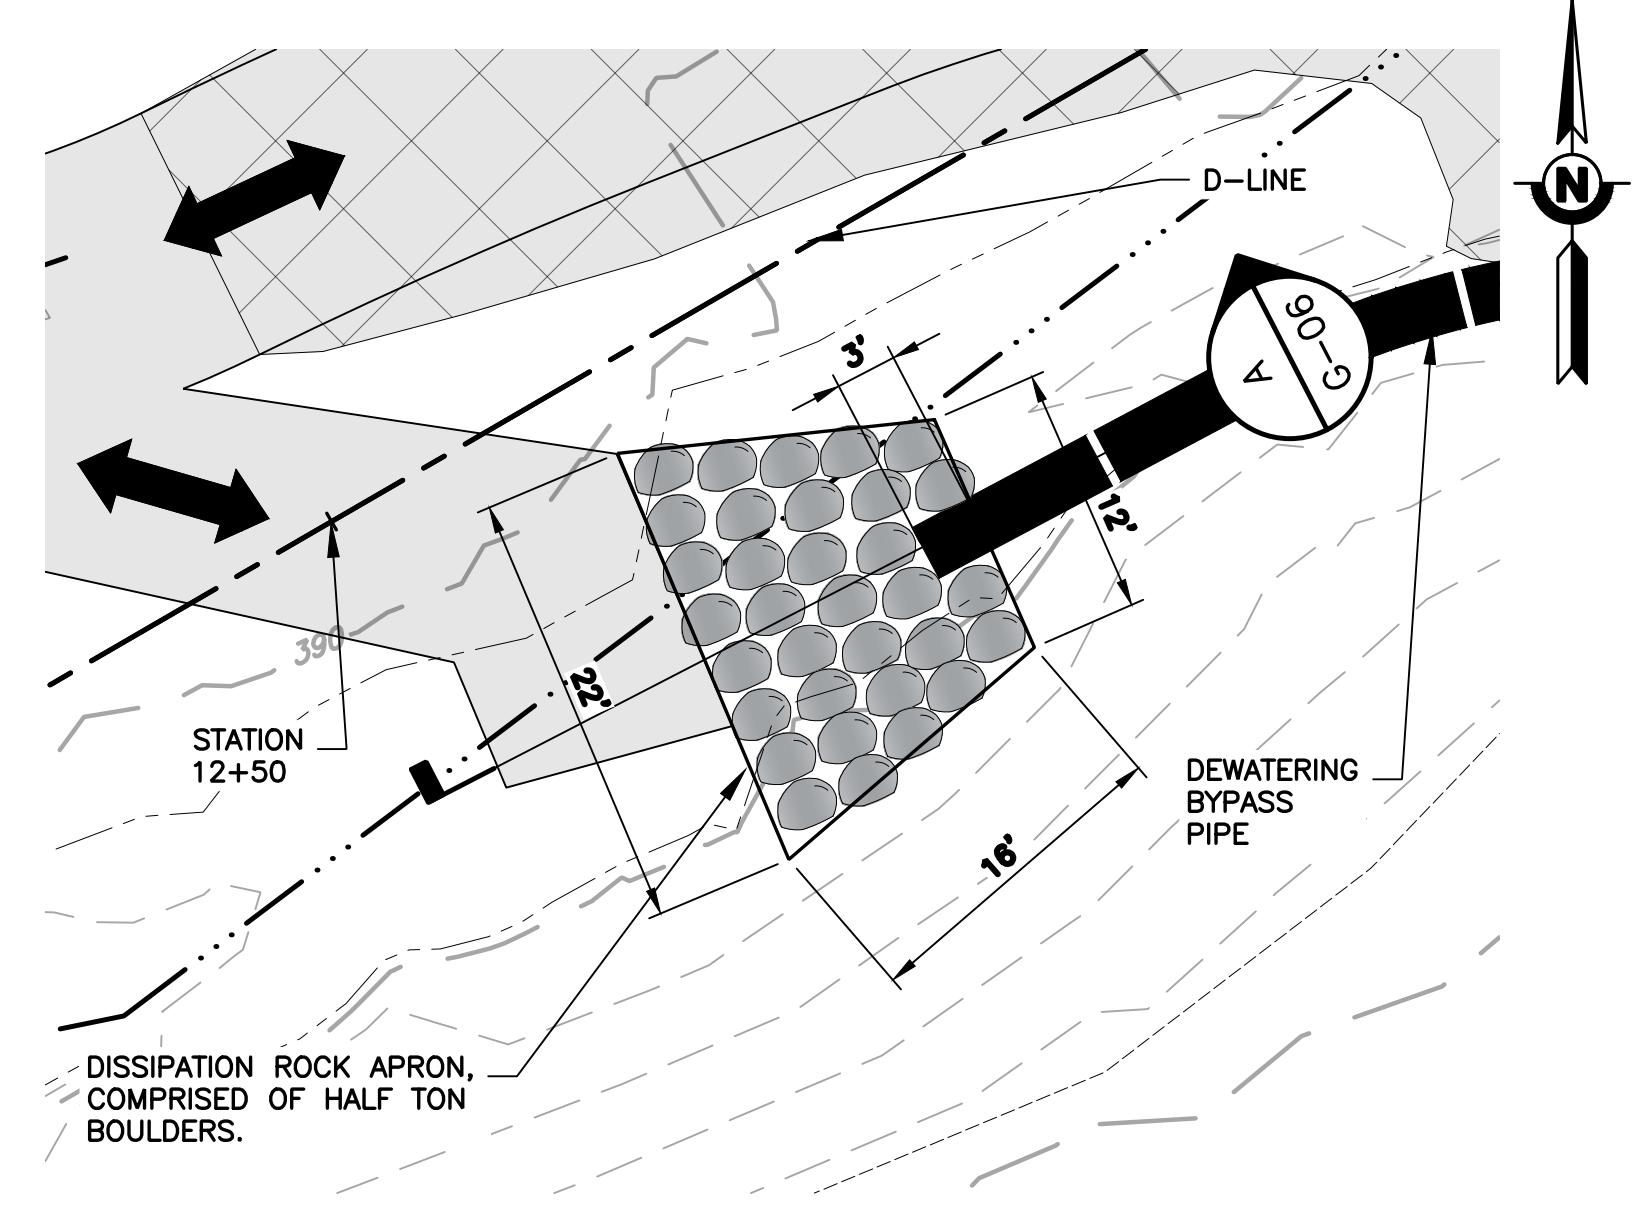 N
D-LINE
3'
G-06
A
12'
390
22'
STATION
12+50
DEWATERING
BYPASS
PIPE
16'
DISSIPATION ROCK APRON,
COMPRISED OF HALF TON
BOULDERS.